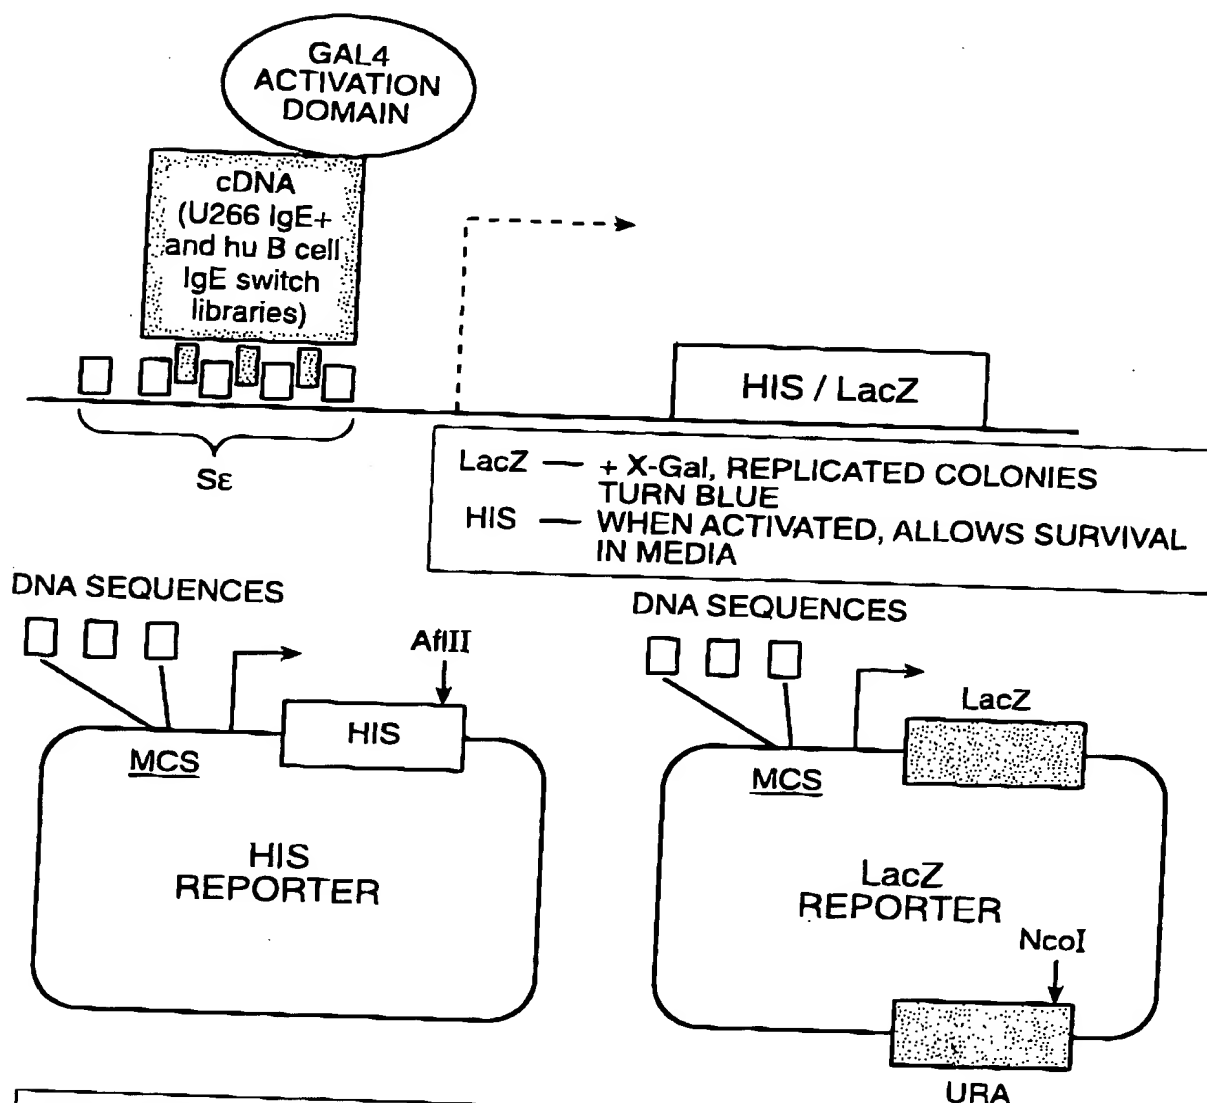 GAL4
ACTIVATION
DOMAIN
cDNA
(U266 IgE+
and hu B cell
IgE switch
libraries)
HIS / LacZ
Sε
LacZ — + X-Gal, REPLICATED COLONIES
TURN BLUE
HIS — WHEN ACTIVATED, ALLOWS SURVIVAL
IN MEDIA
DNA SEQUENCES
AflII
HIS
MCS
HIS
REPORTER
DNA SEQUENCES
LacZ
MCS
LacZ
REPORTER
NcoI
URA